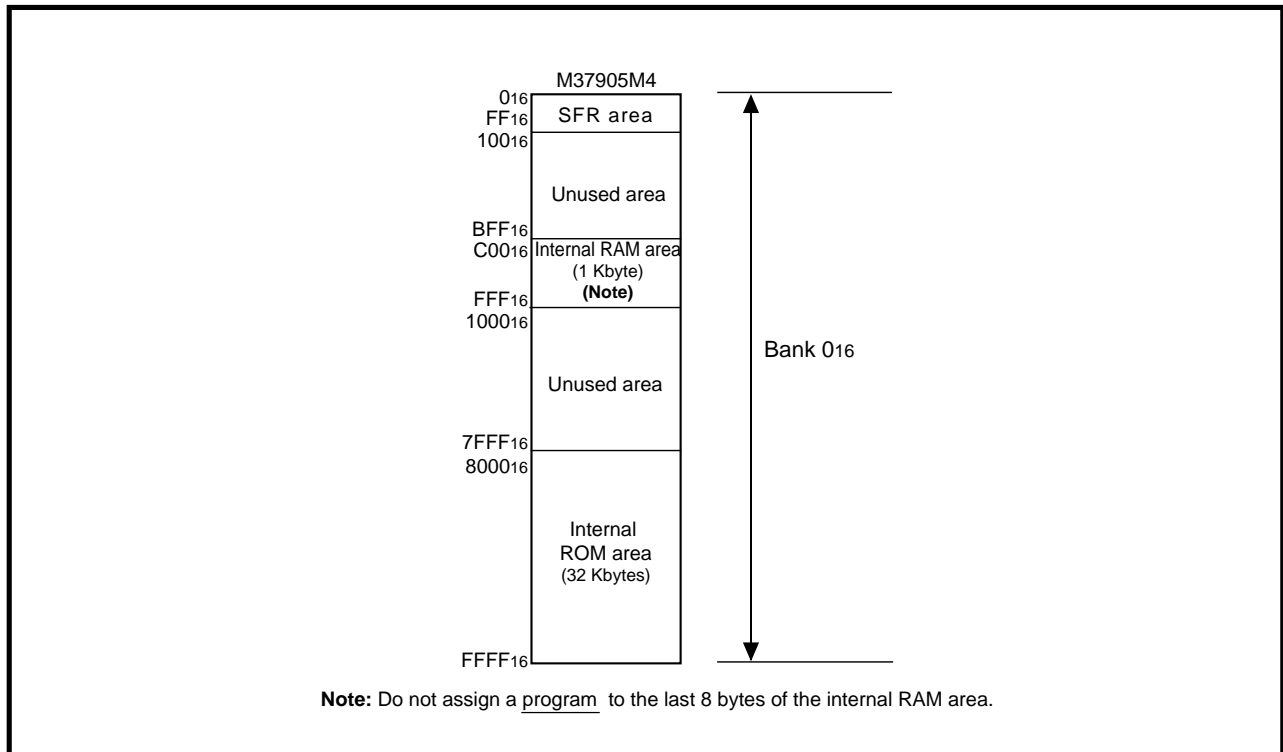 M37905M4
016
FF16
SFR area
10016
Unused area
BFF16
C0016
Internal RAM area
(1 Kbyte)
(Note)
FFF16
100016
Unused area
Bank 016
7FFF16
800016
Internal
ROM area
(32 Kbytes)
FFFF16
Note: Do not assign a program to the last 8 bytes of the internal RAM area.